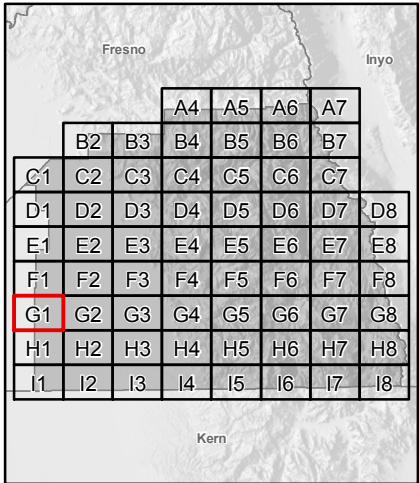 Fresno
Inyo
A4 A5 A6 A7
B2 B3 B4 B5 B6 B7
C1 C2 C3 C4 C5 C6 C7
D1 D2 D3 D4 D5 D6 D7 D8
E1 E2 E3 E4 E5 E6 E7 E8
F1 F2 F3 F4 F5 F6 F7 F8
G1 G2 G3 G4 G5 G6 G7 G8
H1 H2 H3 H4 H5 H6 H7 H8
I1 I2 I3 I4 I5 I6 I7 I8
Kern